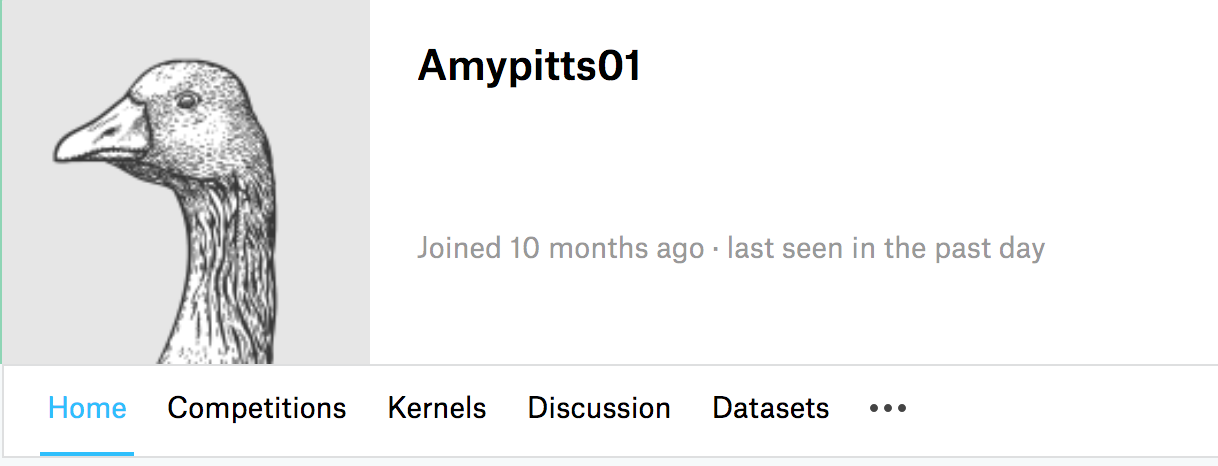 Amypitts01
Joined 10 months ago · last seen in the past day
Home Competitions Kernels Discussion Datasets •••